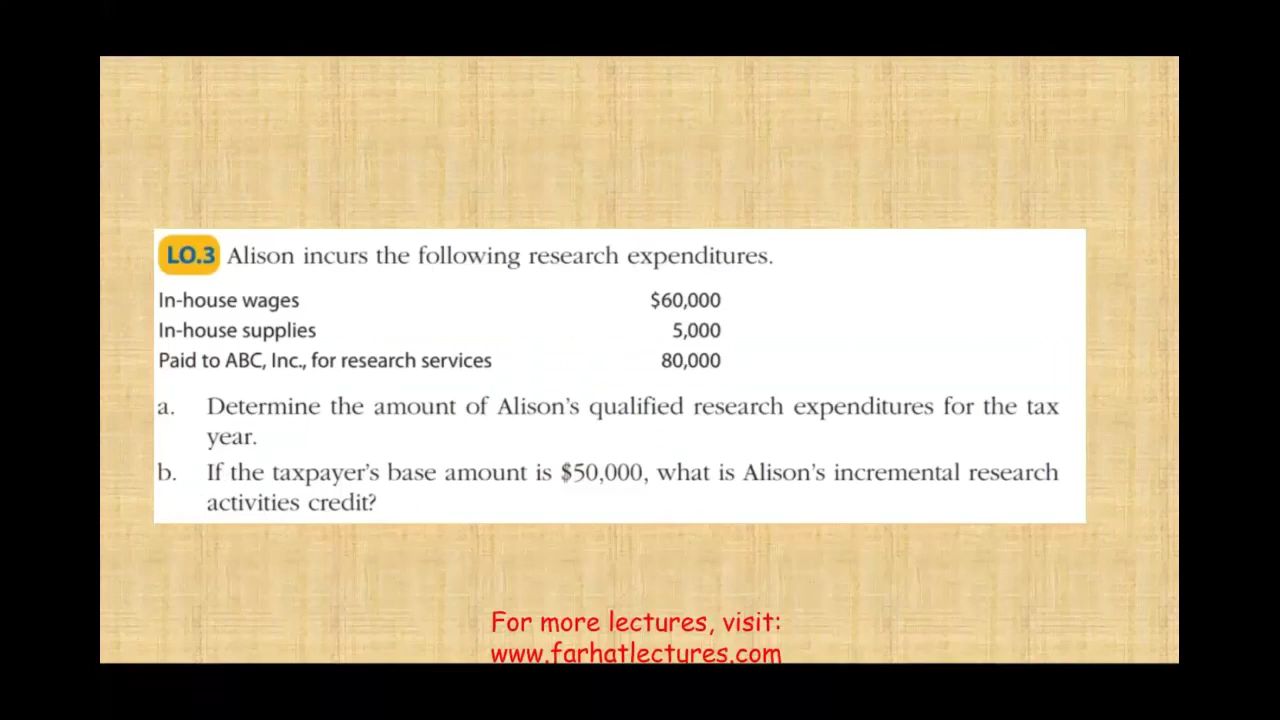 LO.3 Alison incurs the following research expenditures.
In-house wages $60,000
In-house supplies 5,000
Paid to ABC, Inc., for research services 80,000
a. Determine the amount of Alison's qualified research expenditures for the tax
year.
b. If the taxpayer's base amount is $50,000, what is Alison's incremental research
activities credit?
For more lectures, visit:
www.farhatlectures.com